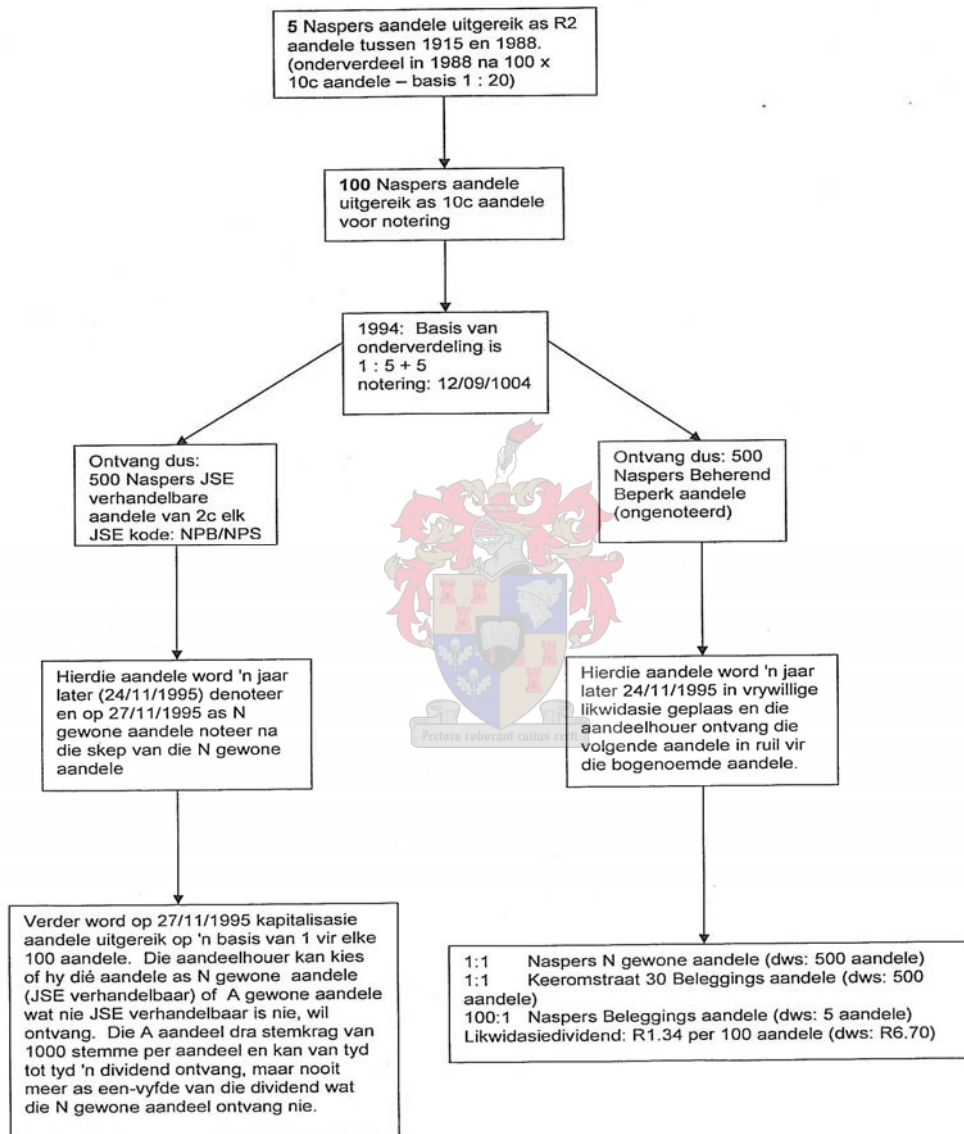 5 Naspers aandele uitgereik as R2
aandele tussen 1915 en 1988.
(onderverdeel in 1988 na 100 x
10c aandele – basis 1 : 20)
100 Naspers aandele
uitgereik as 10c aandele
voor notering
1994: Basis van
onderverdeling is
1 : 5 + 5
notering: 12/09/1004
Ontvang dus:
500 Naspers JSE
verhandelbare
aandele van 2c elk
JSE kode: NPB/NPS
Ontvang dus: 500
Naspers Beherend
Beperk aandele
(ongenoteerd)
Hierdie aandele word 'n jaar
later (24/11/1995) denoteer
en op 27/11/1995 as N
gewone aandele noteer na
die skep van die N gewone
aandele
Hierdie aandele word 'n jaar
later 24/11/1995 in vrywillige
likwidasie geplaas en die
aandeelhouer ontvang die
volgende aandele in ruil vir
die bogenoemde aandele.
Pectora roborant cultus recti
Verder word op 27/11/1995 kapitalisasie
aandele uitgereik op 'n basis van 1 vir elke
100 aandele. Die aandeelhouer kan kies
of hy dié aandele as N gewone aandele
(JSE verhandelbaar) of A gewone aandele
wat nie JSE verhandelbaar is nie, wil
ontvang. Die A aandeel dra stemkrag van
1000 stemme per aandeel en kan van tyd
tot tyd 'n dividend ontvang, maar nooit
meer as een-vyfde van die dividend wat
die N gewone aandeel ontvang nie.
1:1 Naspers N gewone aandele (dws: 500 aandele)
1:1 Keeromstraat 30 Beleggings aandele (dws: 500
aandele)
100:1 Naspers Beleggings aandele (dws: 5 aandele)
Likwidasiedividend: R1.34 per 100 aandele (dws: R6.70)